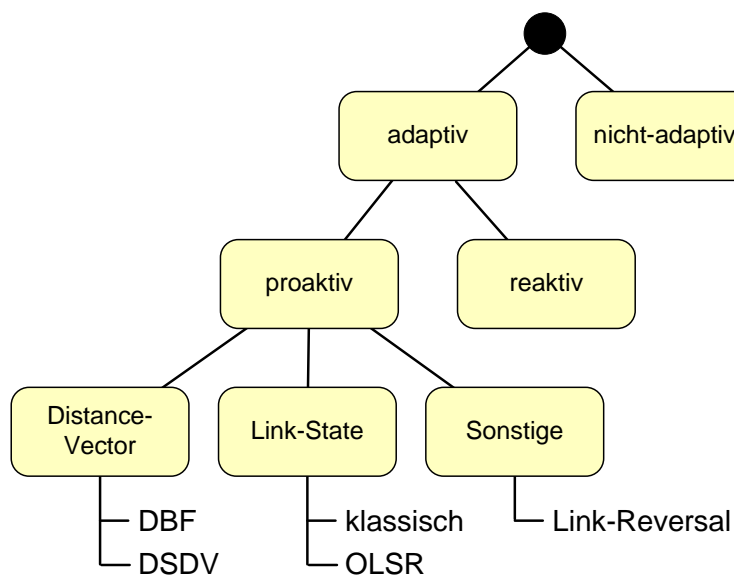 adaptiv
nicht-adaptiv
proaktiv
reaktiv
Distance-
Vector
Link-State
Sonstige
DBF
klassisch
Link-Reversal
DSDV
OLSR